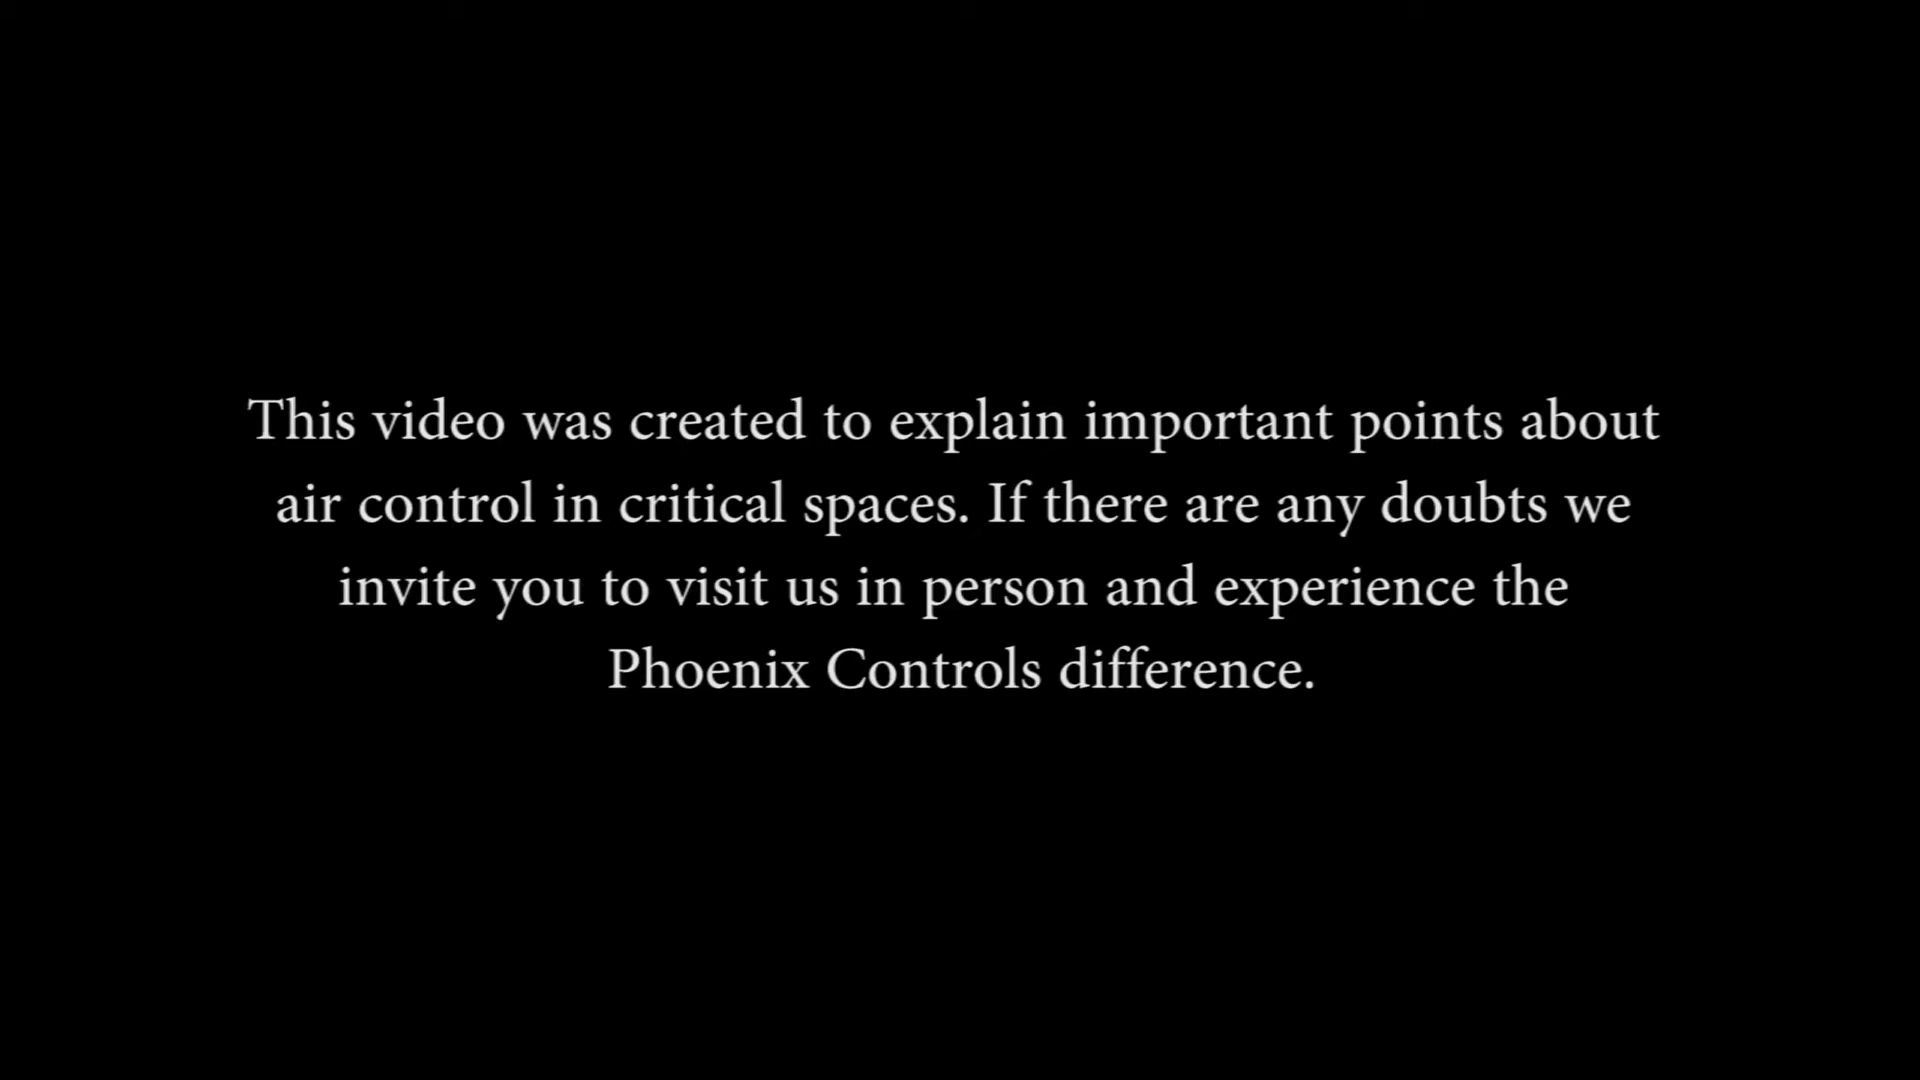 This video was created to explain important points about
air control in critical spaces. If there are any doubts we
invite you to visit us in person and experience the
Phoenix Controls difference.